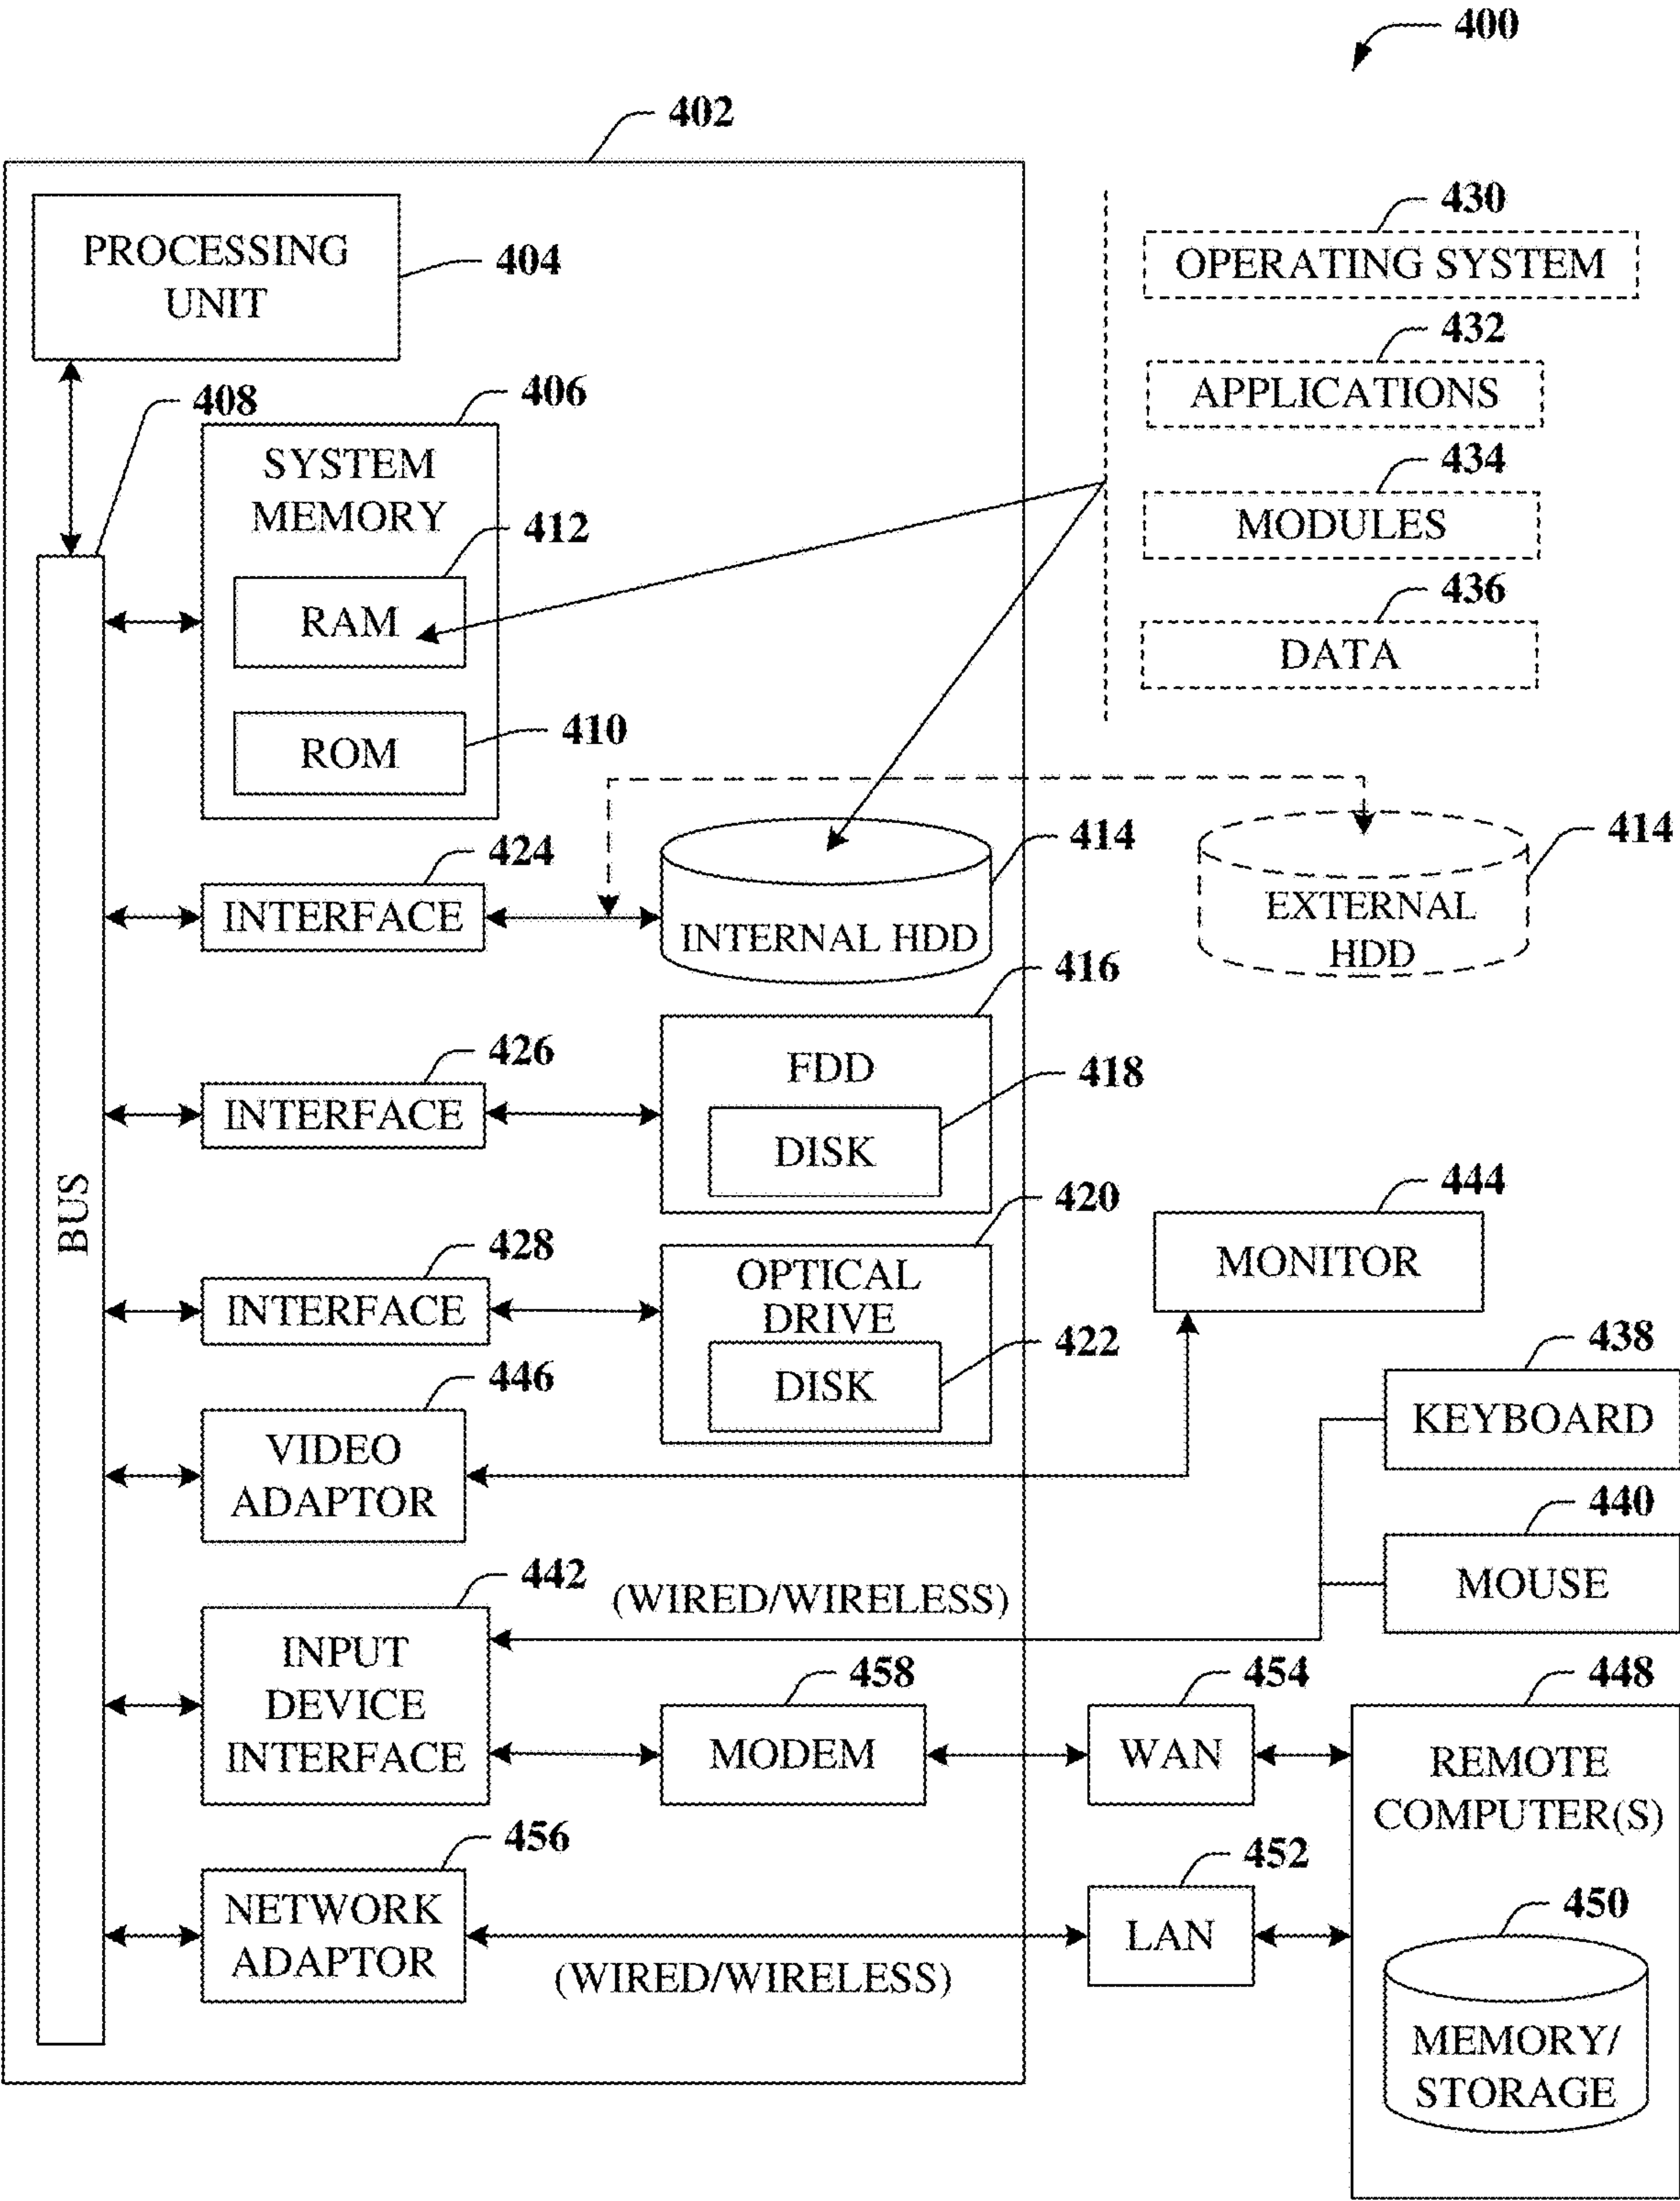 400
402
PROCESSING
UNIT
404
430
OPERATING SYSTEM
432
APPLICATIONS
434
MODULES
436
DATA
408
406
SYSTEM
MEMORY
412
RAM
410
ROM
BUS
424
INTERFACE
414
INTERNAL HDD
414
EXTERNAL
HDD
426
INTERFACE
416
FDD
418
DISK
428
INTERFACE
420
OPTICAL
DRIVE
422
DISK
444
MONITOR
446
VIDEO
ADAPTOR
438
KEYBOARD
440
MOUSE
442
INPUT
DEVICE
INTERFACE
(WIRED/WIRELESS)
458
MODEM
454
WAN
448
REMOTE
COMPUTER(S)
456
NETWORK
ADAPTOR
(WIRED/WIRELESS)
452
LAN
450
MEMORY/
STORAGE